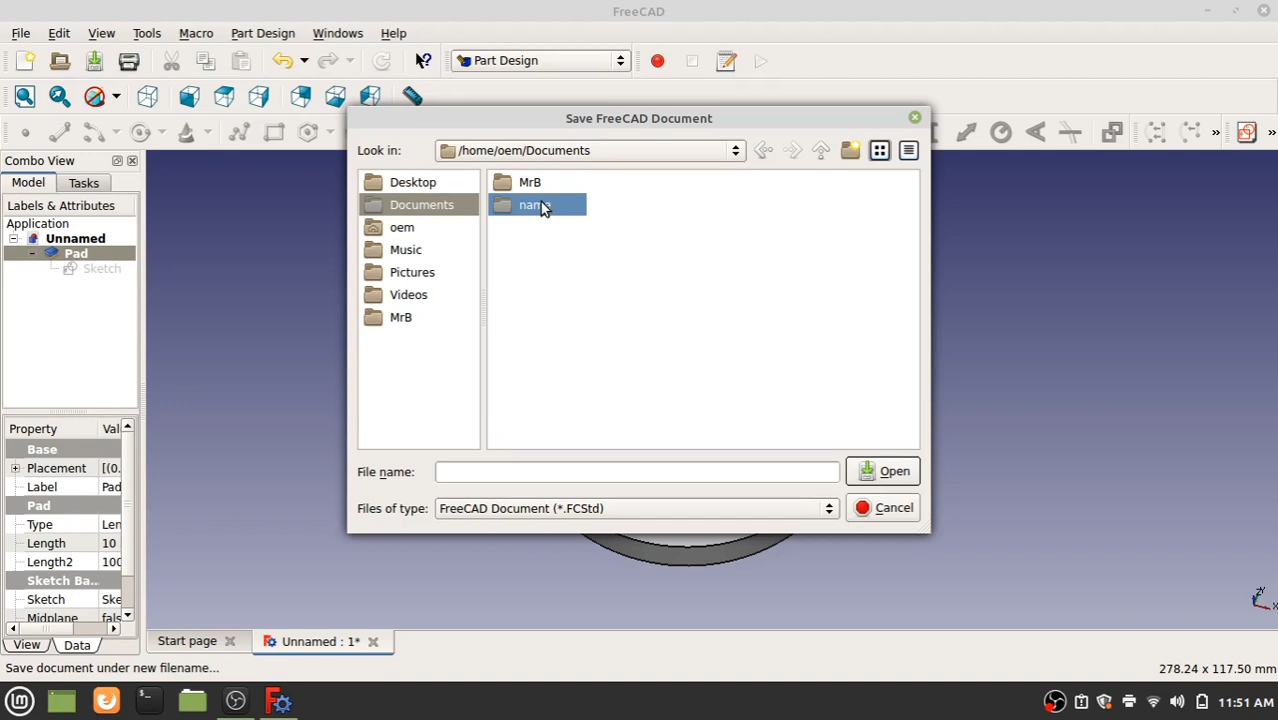 FreeCAD
File Edit View Tools Macro Part Design Windows Help
Part Design
»
»
Save FreeCAD Document
Combo View
Look in: /home/oem/Documents
Model Tasks
Labels & Attributes
Application
Unnamed
Pad
Sketch
Desktop
Documents
oem
Music
Pictures
Videos
MrB
MrB
File name:
Open
Files of type: FreeCAD Document (*.FCStd)
Cancel
Property Val
Base
Placement [(0.
Label Pad
Pad
Type Len
Length 10
Length2 100
Sketch Ba...
Sketch Ske
Midplane fals
View Data
Start page
Unnamed : 1*
Save document under new filename...
278.24 x 117.50 mm
11:51 AM